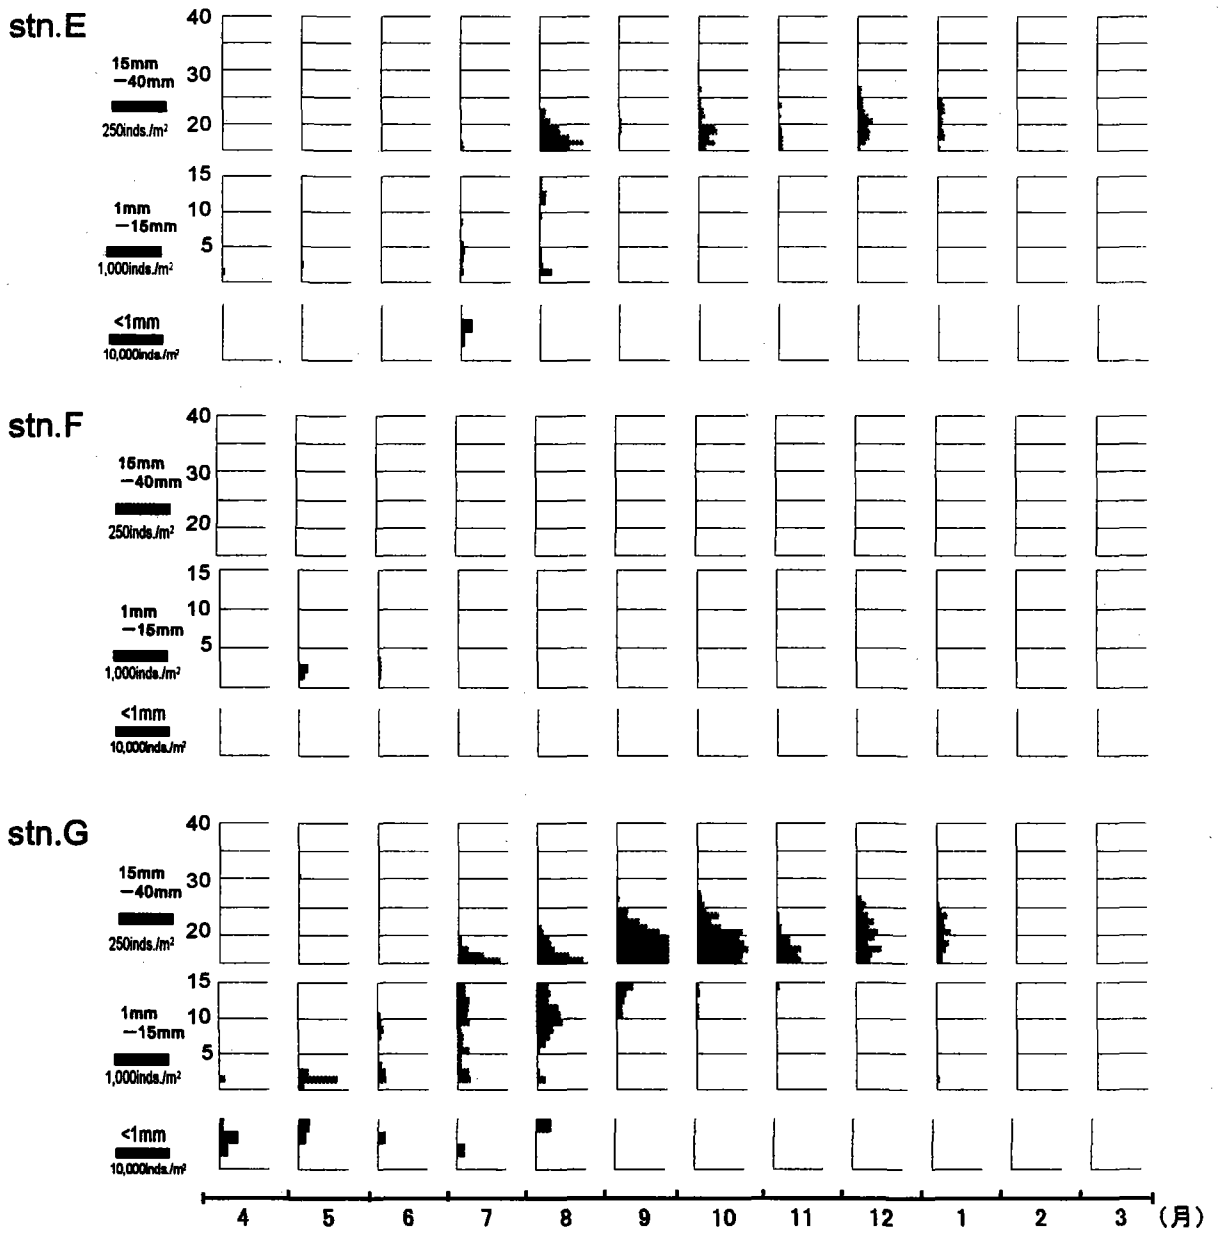 stn.E
40
15mm
－40mm
30
250inds./m²
20
15
1mm
－15mm
10
5
1,000inds./m²
<1mm
10,000inds./m²
stn.F
40
15mm
－40mm
30
250inds./m²
20
15
1mm
－15mm
10
5
1,000inds./m²
<1mm
10,000inds./m²
stn.G
40
15mm
－40mm
30
250inds./m²
20
15
1mm
－15mm
10
5
1,000inds./m²
<1mm
10,000inds./m²
4 5 6 7 8 9 10 11 12 1 2 3 (月)